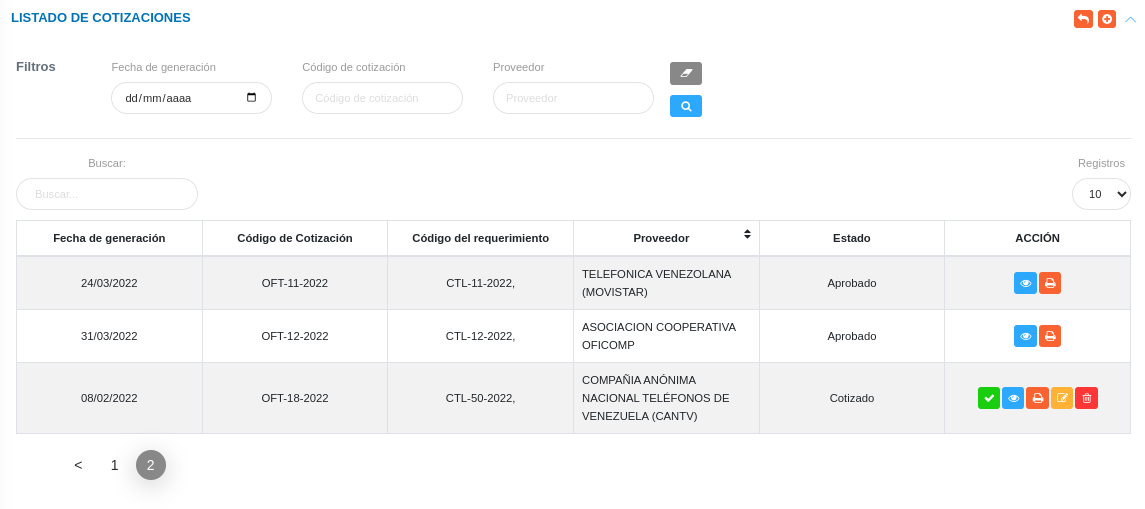 LISTADO DE COTIZACIONES
Filtros
Fecha de generación
Código de cotización
Proveedor
dd/mm/aaaa
Código de cotización
Proveedor
Buscar:
Registros
Buscar...
10
Fecha de generación Código de Cotización Código del requerimiento Proveedor Estado ACCIÓN
24/03/2022 OFT-11-2022 CTL-11-2022, TELEFONICA VENEZOLANA
(MOVISTAR) Aprobado
31/03/2022 OFT-12-2022 CTL-12-2022, ASOCIACION COOPERATIVA
OFICOMP Aprobado
08/02/2022 OFT-18-2022 CTL-50-2022, COMPAÑIA ANÓNIMA
NACIONAL TELÉFONOS DE
VENEZUELA (CANTV) Cotizado
< 1 2